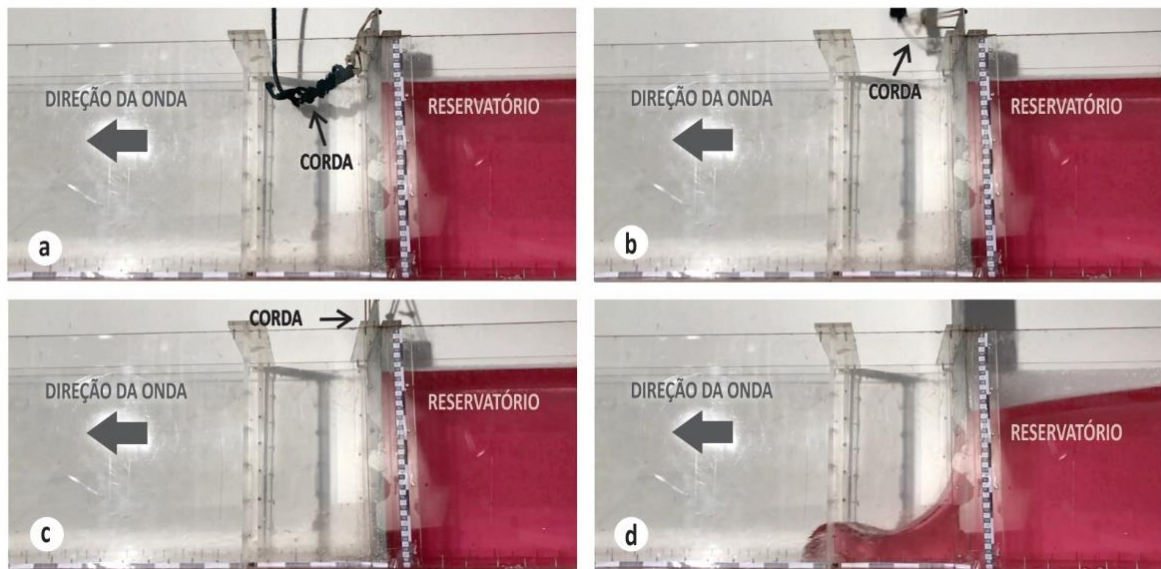 DIREÇÃO DA ONDA
CORDA
RESERVATÓRIO
a
DIREÇÃO DA ONDA
CORDA
RESERVATÓRIO
b
CORDA
DIREÇÃO DA ONDA
RESERVATÓRIO
c
DIREÇÃO DA ONDA
RESERVATÓRIO
d